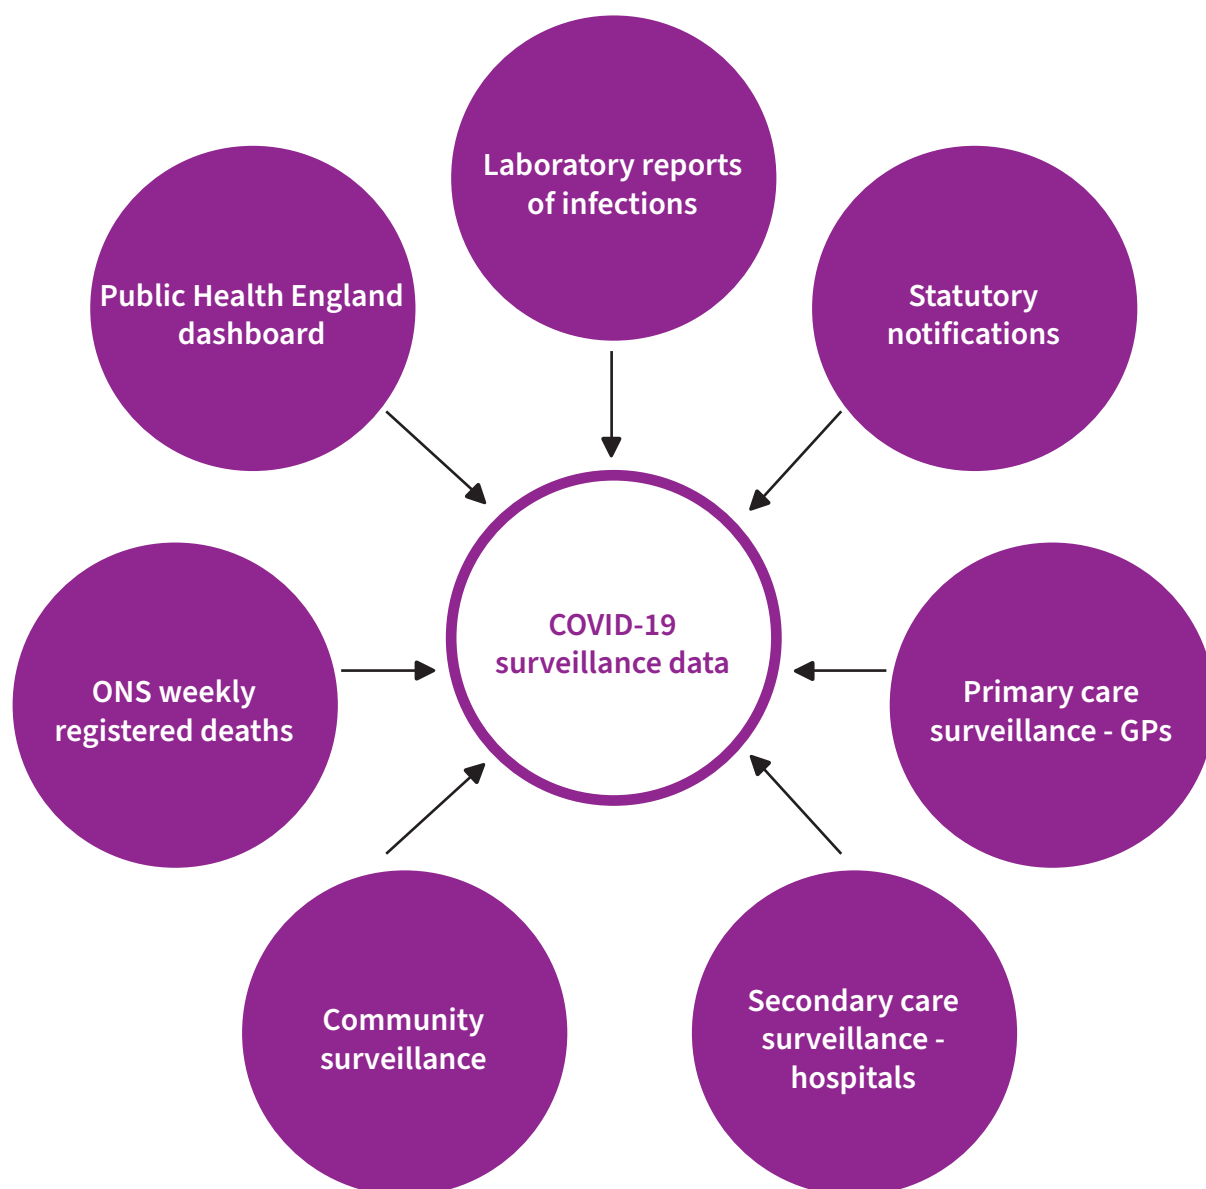 Laboratory reports
of infections
Public Health England
dashboard
Statutory
notifications
COVID-19
surveillance data
ONS weekly
registered deaths
Primary care
surveillance - GPs
Community
surveillance
Secondary care
surveillance -
hospitals